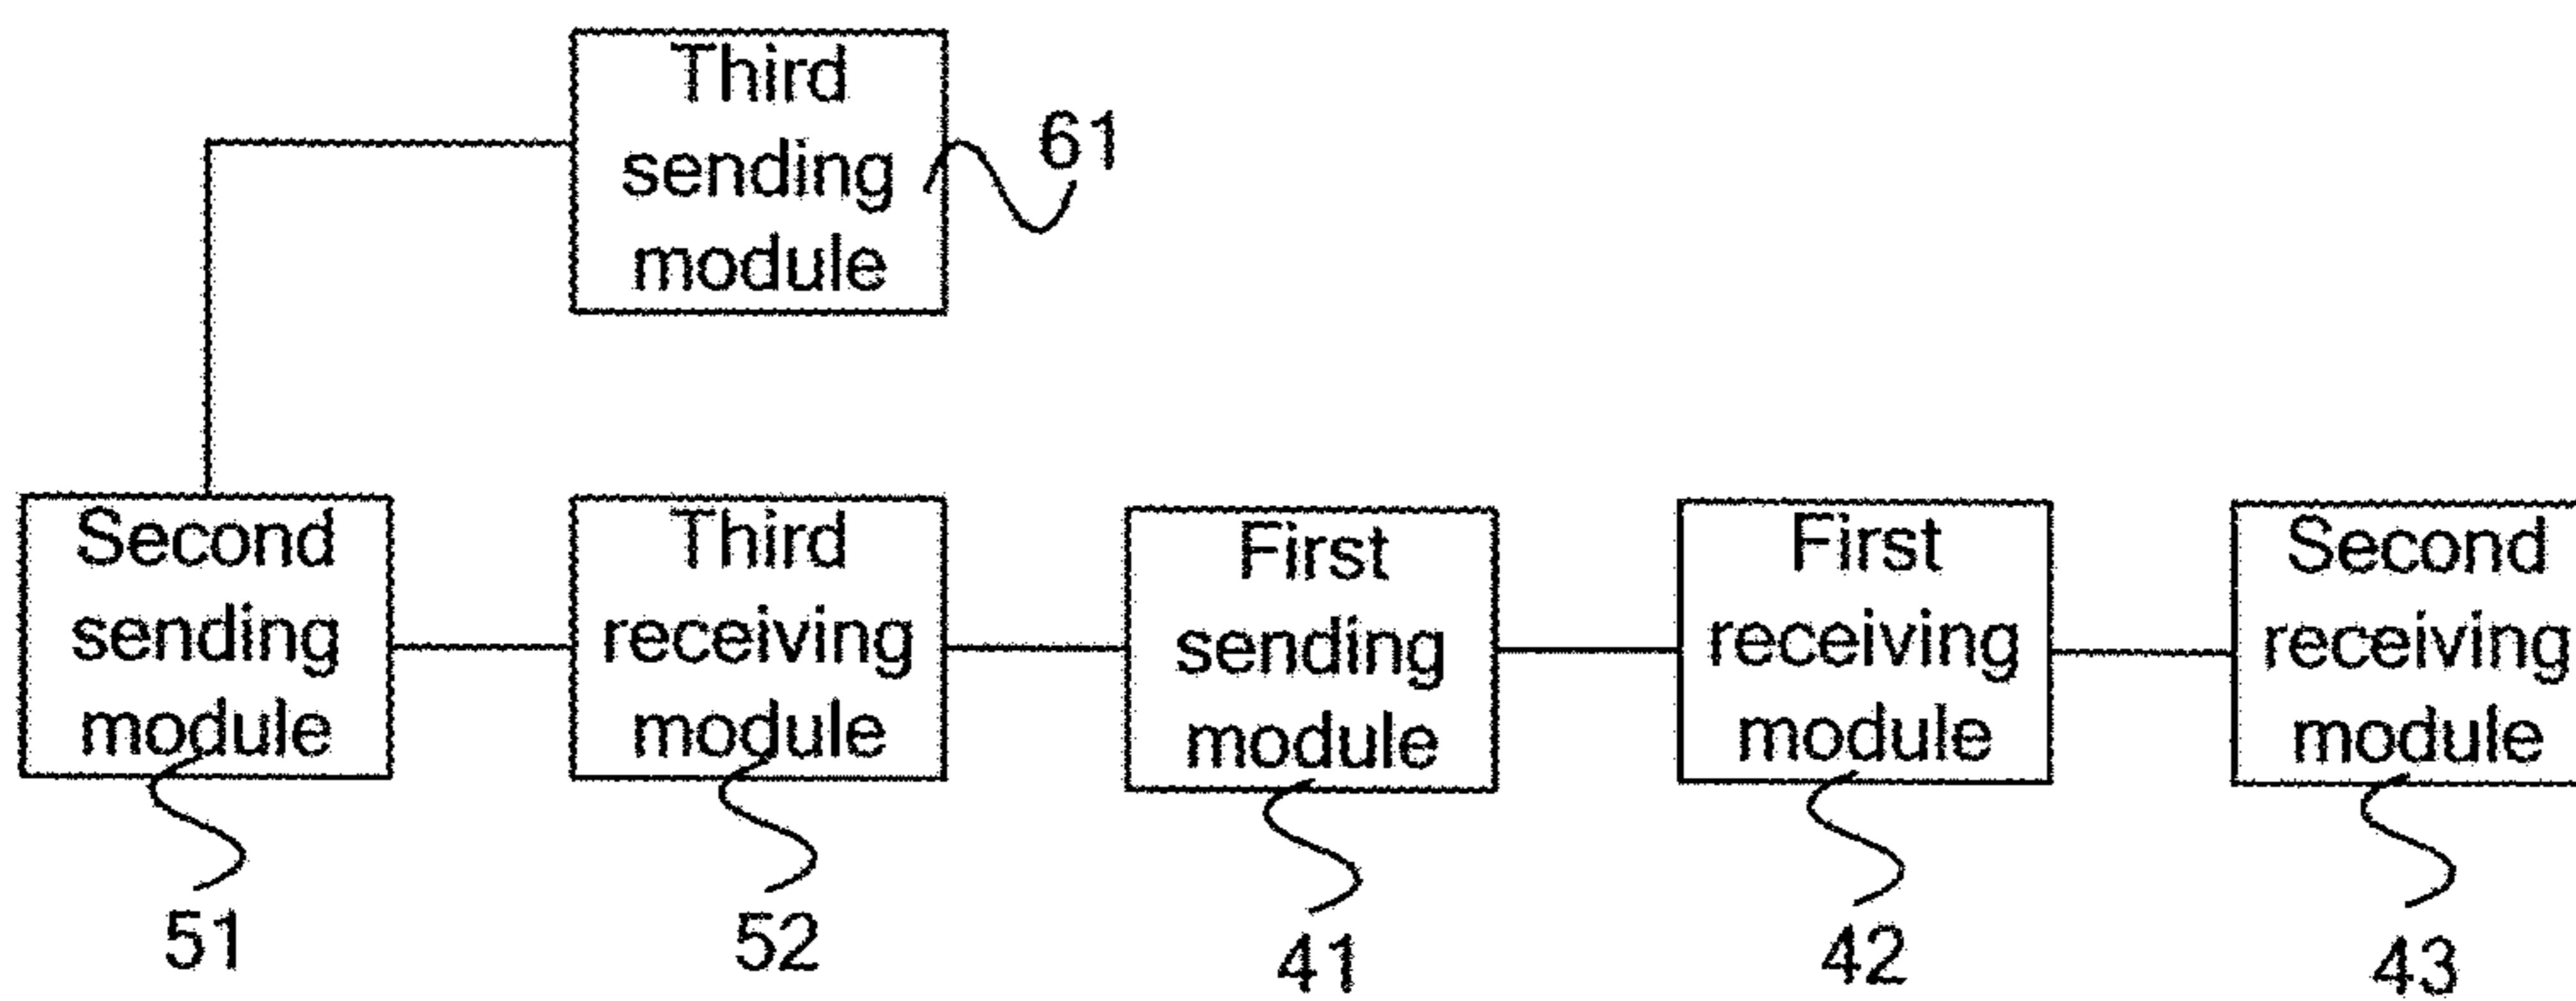 Third
sending
module
61
Second
sending
module
51
Third
receiving
module
52
First
sending
module
41
First
receiving
module
42
Second
receiving
module
43